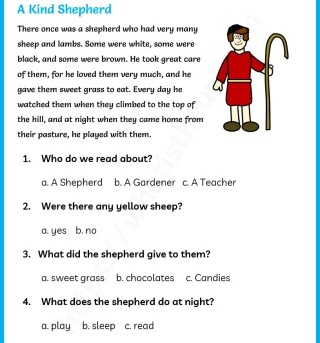 A Kind Shepherd
There once was a shepherd who had very many
sheep and lambs. Some were white, some were
black, and some were brown. He took great care
of them, for he loved them very much, and he
gave them sweet grass to eat. Every day he
watched them when they climbed to the top of
the hill, and at night when they came home from
their pasture, he played with them.
1. Who do we read about?
a. A Shepherd b. A Gardener c. A Teacher
2. Were there any yellow sheep?
a. yes b. no
3. What did the shepherd give to them?
a. sweet grass b. chocolates c. Candies
4. What does the shepherd do at night?
a. play b. sleep c. read